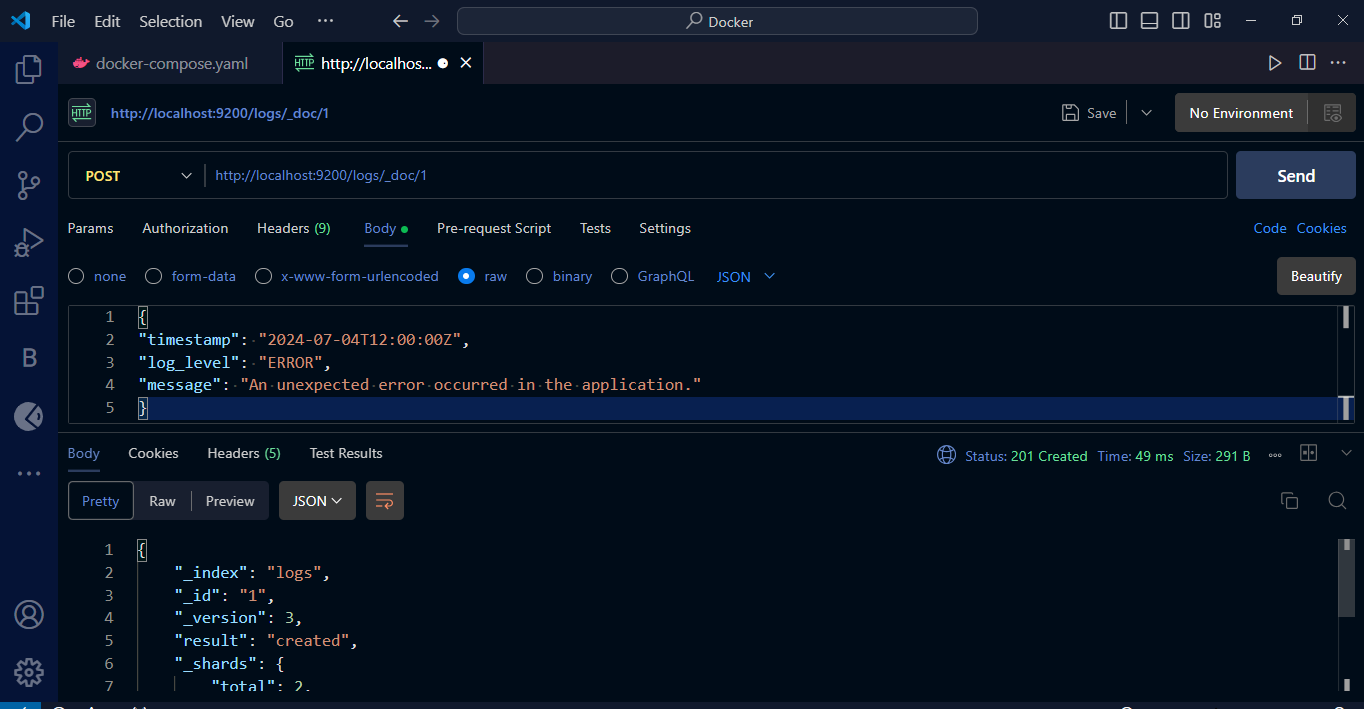 File Edit Selection View Go ··· Docker
docker-compose.yaml HTTP http://localhos...
HTTP http://localhost:9200/logs/_doc/1 Save No Environment
POST http://localhost:9200/logs/_doc/1 Send
Params Authorization Headers (9) Body Pre-request Script Tests Settings Code Cookies
none form-data x-www-form-urlencoded raw binary GraphQL JSON Beautify
1 {
2 "timestamp": "2024-07-04T12:00:00Z",
3 "log_level": "ERROR",
4 "message": "An unexpected error occurred in the application."
5 }
Body Cookies Headers (5) Test Results Status: 201 Created Time: 49 ms Size: 291 B
Pretty Raw Preview JSON
1 {
2 "_index": "logs",
3 "_id": "1",
4 "_version": 3,
5 "result": "created",
6 "_shards": {
7 "total": 2,
B